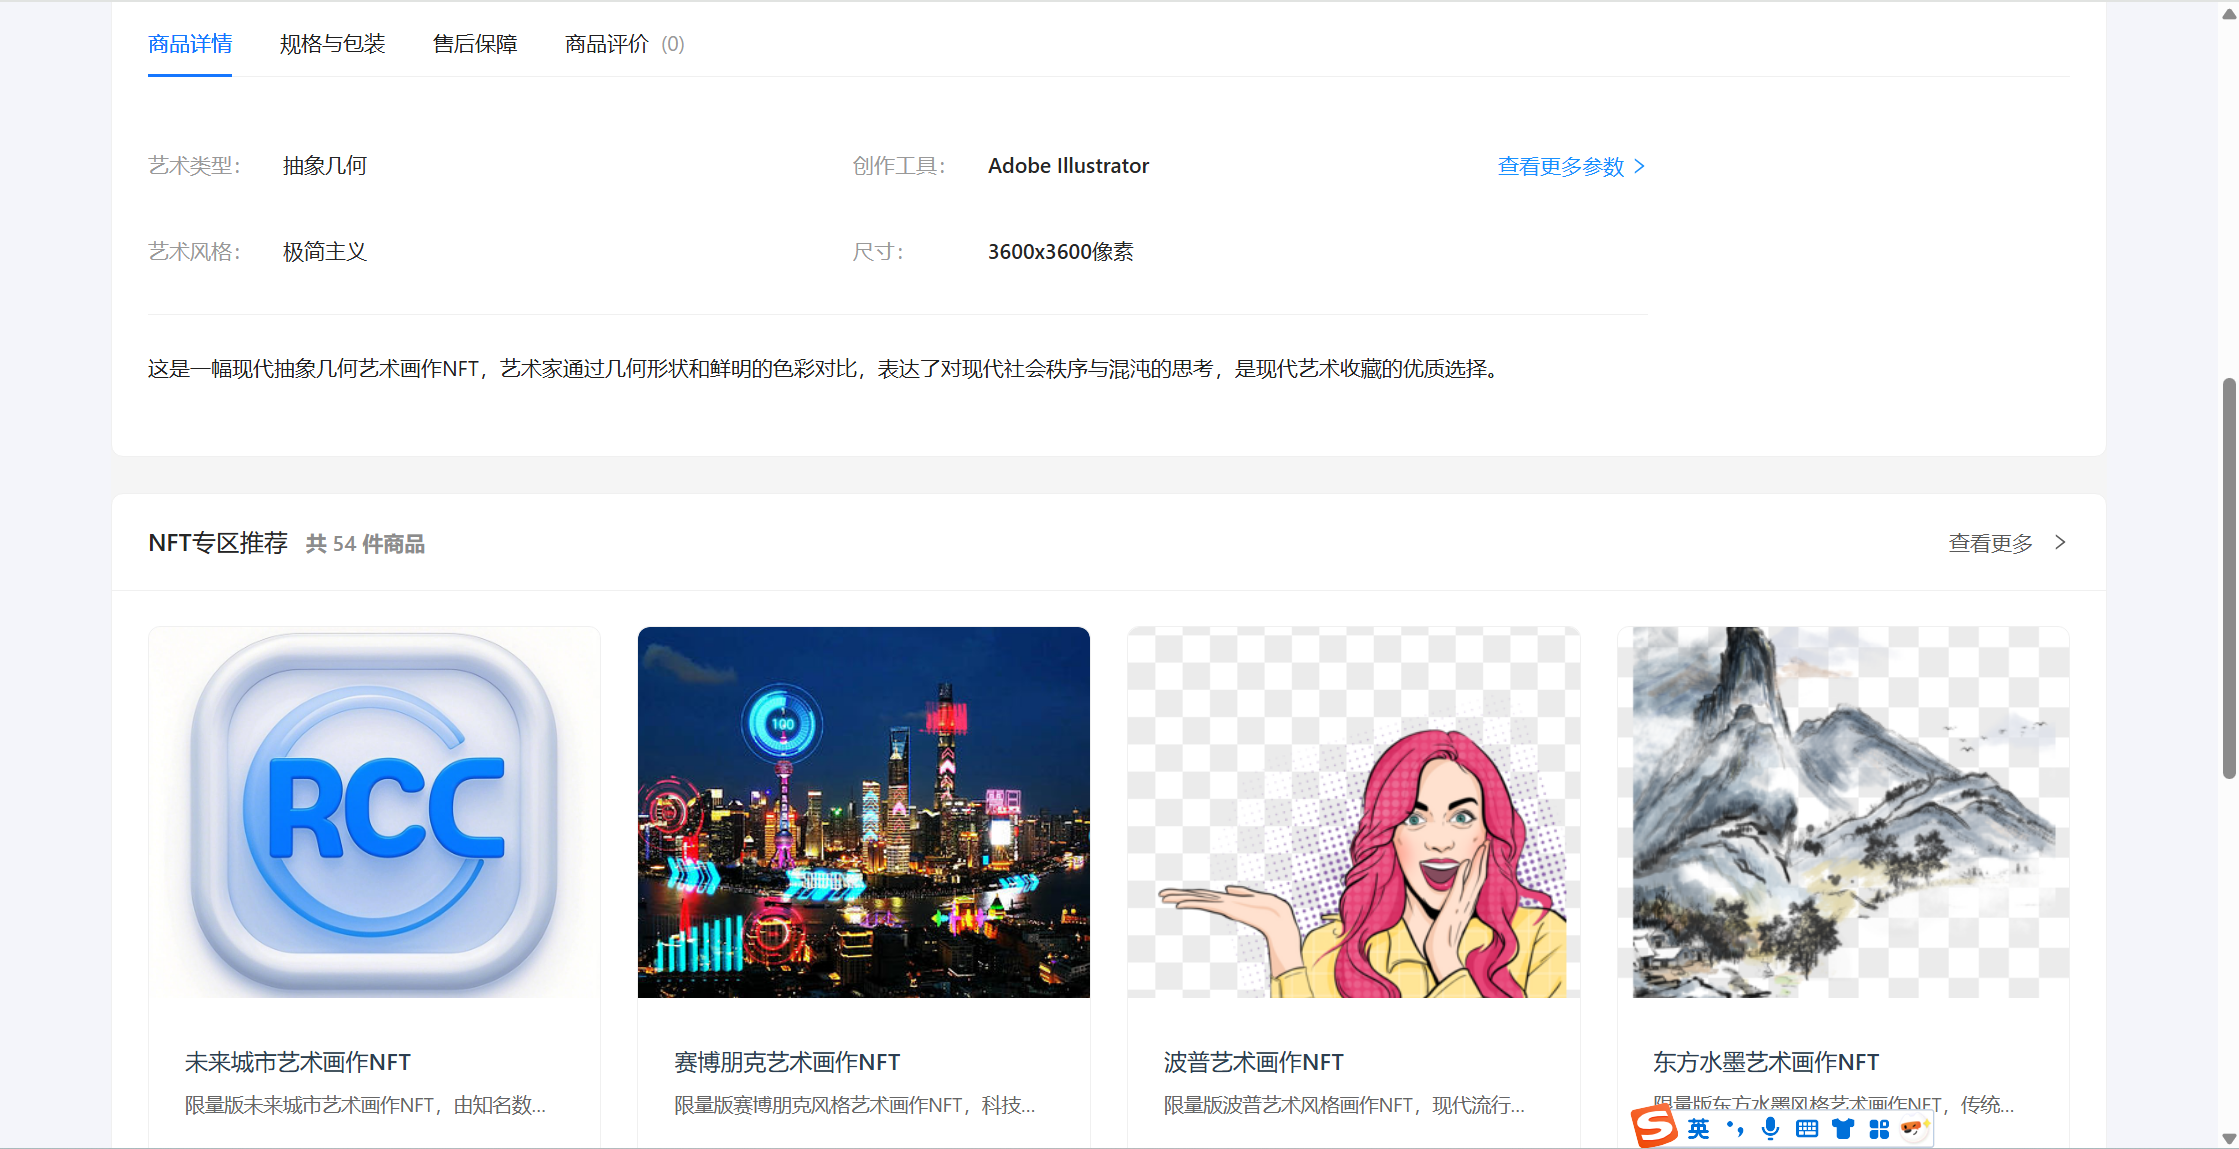 商品详情 规格与包装 售后保障 商品评价 (0)
艺术类型： 抽象几何 创作工具： Adobe Illustrator 查看更多参数
艺术风格： 极简主义 尺寸： 3600x3600像素
这是一幅现代抽象几何艺术画作NFT，艺术家通过几何形状和鲜明的色彩对比，表达了对现代社会秩序与混沌的思考，是现代艺术收藏的优质选择。
NFT专区推荐 共 54 件商品 查看更多
RCC
100
未来城市艺术画作NFT
限量版未来城市艺术画作NFT，由知名数...
赛博朋克艺术画作NFT
限量版赛博朋克风格艺术画作NFT，科技...
波普艺术画作NFT
限量版波普艺术风格画作NFT，现代流行...
东方水墨艺术画作NFT
限量版东方水墨风格艺术画作NFT，传统...
S 英